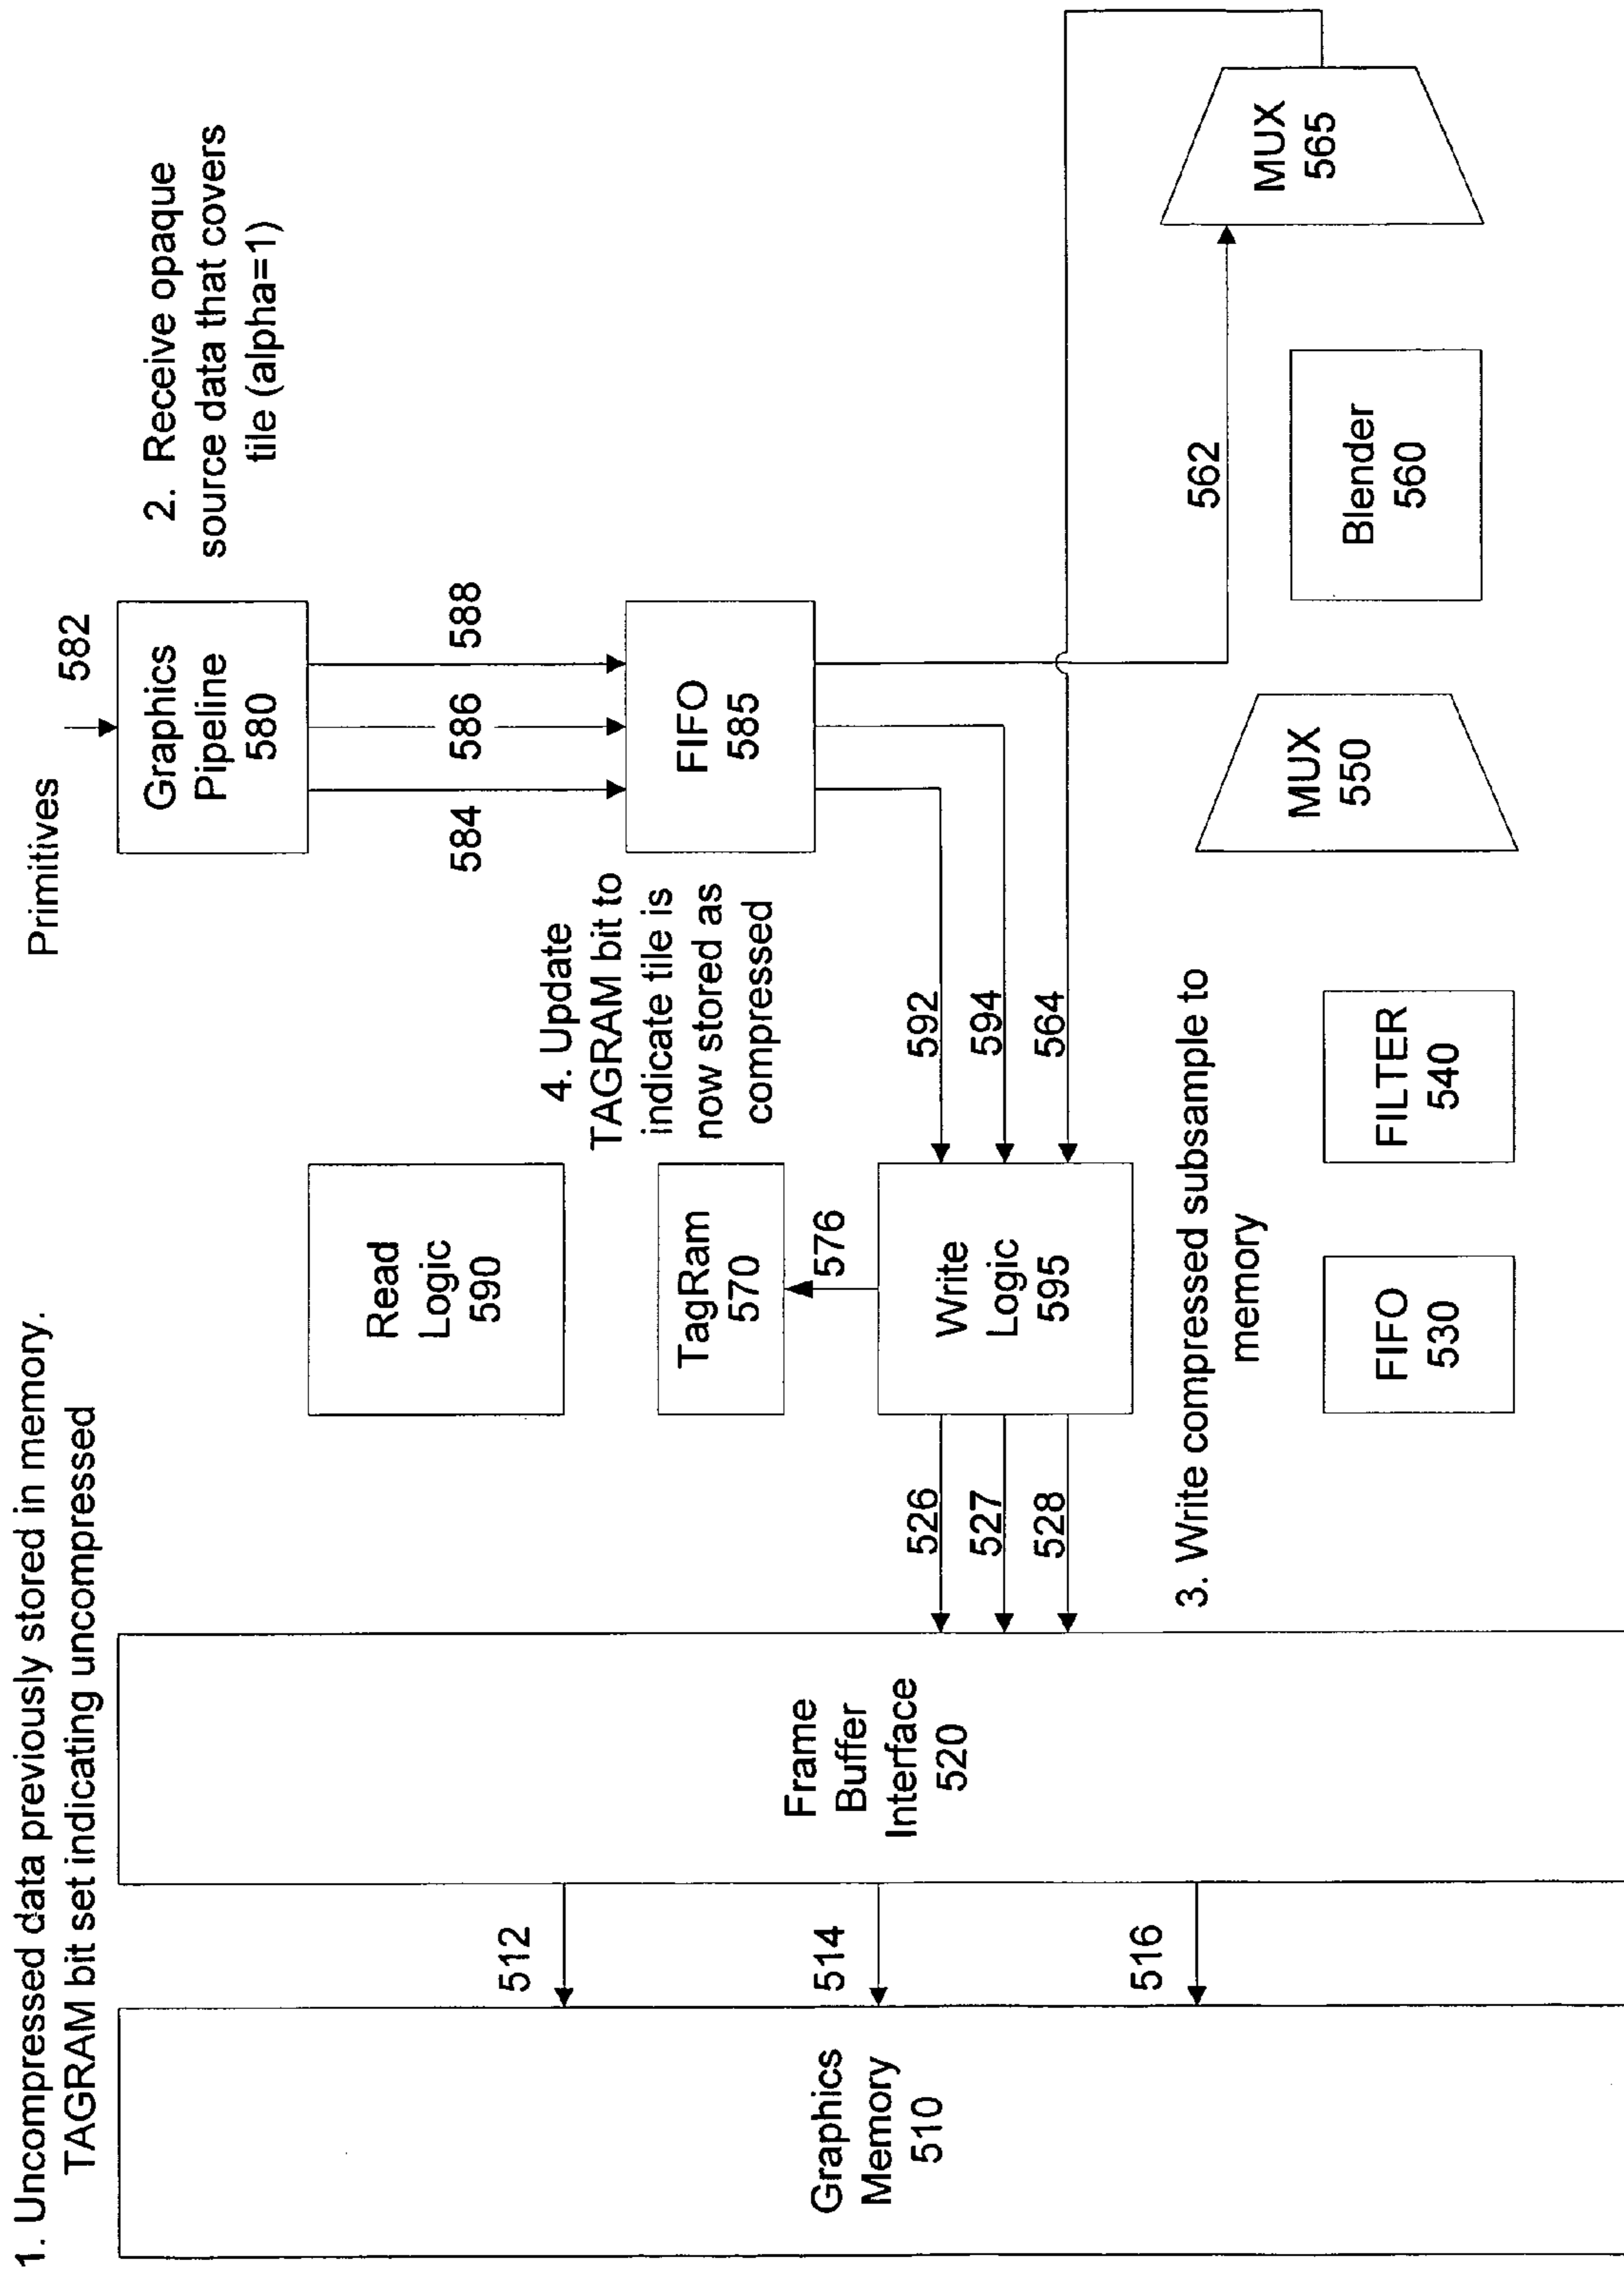 1. Uncompressed data previously stored in memory.
TAGRAM bit set indicating uncompressed
Primitives
582
2. Receive opaque
source data that covers
tile (alpha=1)
Graphics
Pipeline
580
584
586
588
Read
Logic
590
4. Update
TAGRAM bit to
indicate tile is
now stored as
compressed
FIFO
585
512
514
516
Graphics
Memory
510
Frame
Buffer
Interface
520
TagRam
570
576
526
527
528
Write
Logic
595
592
594
564
562
3. Write compressed subsample to
memory
FIFO
530
FILTER
540
MUX
550
Blender
560
MUX
565